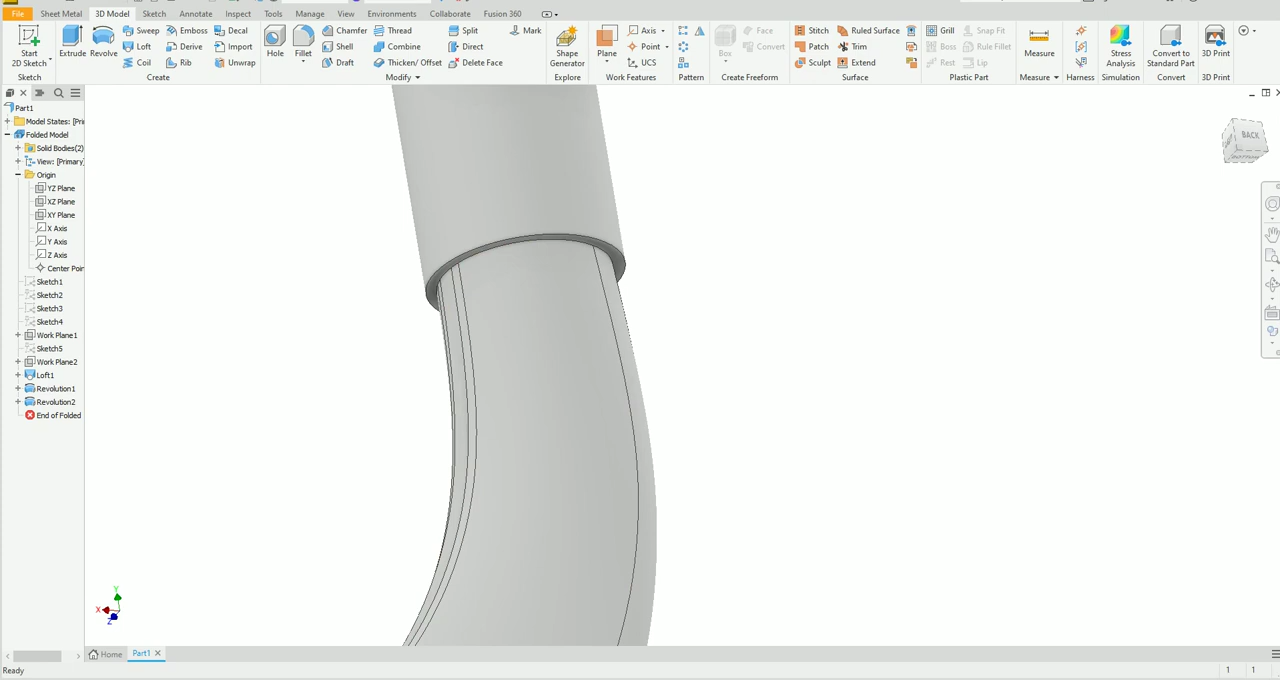 File Sheet Metal 3D Model Sketch Annotate Inspect Tools Manage View Environments Collaborate Fusion 360
Start 2D Sketch Extrude Revolve Sweep Emboss Decal Hole Fillet Chamfer Thread Split Mark Shape Generator Plane Axis Face Stitch Ruled Surface Grill Snap Fit Measure Stress Analysis Convert to Standard Part 3D Print
Loft Derive Import Shell Combine Direct Point Box Convert Patch Trim Boss Rule Fillet
Coil Rib Unwrap Draft Thicken/ Offset Delete Face UCS Sculpt Extend Rest Lip
Sketch Create Modify Explore Work Features Pattern Create Freeform Surface Plastic Part Measure Harness Simulation Convert 3D Print
Part1
Model States: [Pri
Folded Model
Solid Bodies(2)
View: [Primary]
Origin
YZ Plane
XZ Plane
XY Plane
X Axis
Y Axis
Z Axis
Center Poin
Sketch1
Sketch2
Sketch3
Sketch4
Work Plane1
Sketch5
Work Plane2
Loft1
Revolution1
Revolution2
End of Folded
BACK
Y
X
Z
Home Part1
Ready 1 1